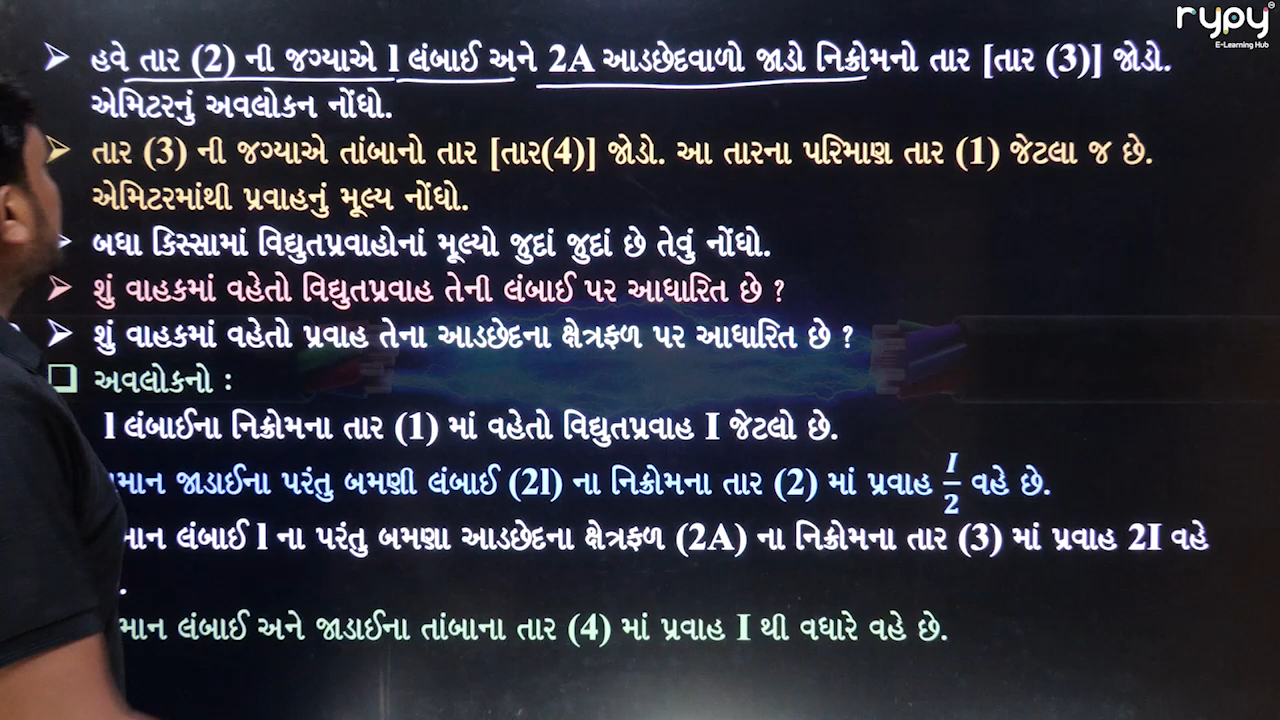 rypy
E-Learning Hub
➤ હવે તાર (2) ની જગ્યાએ l લંબાઈ અને 2A આડછેદવાળો જાડો નિક્રોમનો તાર [તાર (3)] જોડો.
એમિટરનું અવલોકન નોંધો.
➤ તાર (3) ની જગ્યાએ તાંબાનો તાર [તાર(4)] જોડો. આ તારના પરિમાણ તાર (1) જેટલા જ છે.
એમિટરમાંથી પ્રવાહનું મૂલ્ય નોંધો.
➤ બધા કિસ્સામાં વિદ્યુતપ્રવાહોનાં મૂલ્યો જુદાં જુદાં છે તેવું નોંધો.
➤ શું વાહકમાં વહેતો વિદ્યુતપ્રવાહ તેની લંબાઈ પર આધારિત છે ?
➤ શું વાહકમાં વહેતો પ્રવાહ તેના આડછેદના ક્ષેત્રફળ પર આધારિત છે ?
❑ અવલોકનો :
l લંબાઈના નિક્રોમના તાર (1) માં વહેતો વિદ્યુતપ્રવાહ I જેટલો છે.
માન જાડાઈના પરંતુ બમણી લંબાઈ (2l) ના નિક્રોમના તાર (2) માં પ્રવાહ I/2 વહે છે.
માન લંબાઈ l ના પરંતુ બમણા આડછેદના ક્ષેત્રફળ (2A) ના નિક્રોમના તાર (3) માં પ્રવાહ 2I વહે
.
માન લંબાઈ અને જાડાઈના તાંબાના તાર (4) માં પ્રવાહ I થી વધારે વહે છે.